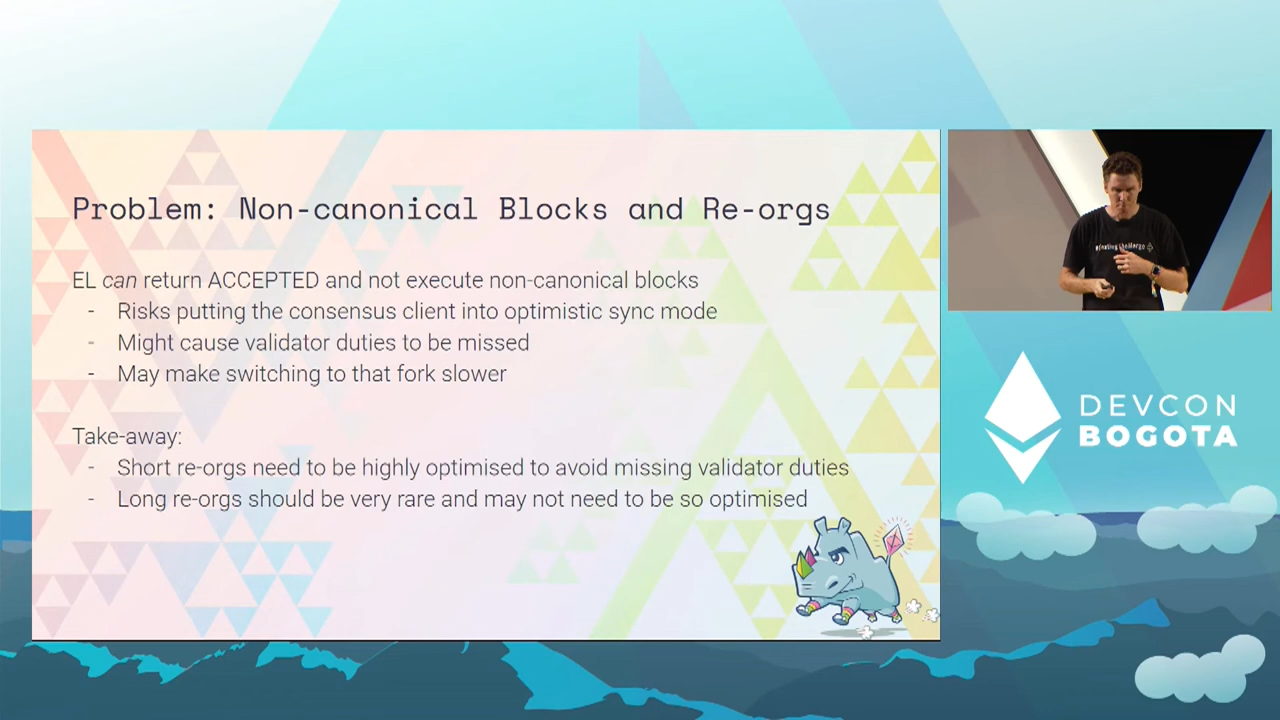 Problem: Non-canonical Blocks and Re-orgs
EL can return ACCEPTED and not execute non-canonical blocks
- Risks putting the consensus client into optimistic sync mode
- Might cause validator duties to be missed
- May make switching to that fork slower
Take-away:
- Short re-orgs need to be highly optimised to avoid missing validator duties
- Long re-orgs should be very rare and may not need to be so optimised
DEVCON
BOGOTA